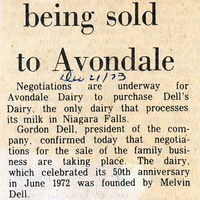 being sold
to Avondale
Dec 21/73
Negotiations are underway for
Avondale Dairy to purchase Dell's
Dairy, the only dairy that processes
its milk in Niagara Falls.
Gordon Dell, president of the com-
pany, confirmed today that negotia-
tions for the sale of the family busi-
ness are taking place. The dairy,
which celebrated its 50th anniversary
in June 1972 was founded by Melvin
Dell.